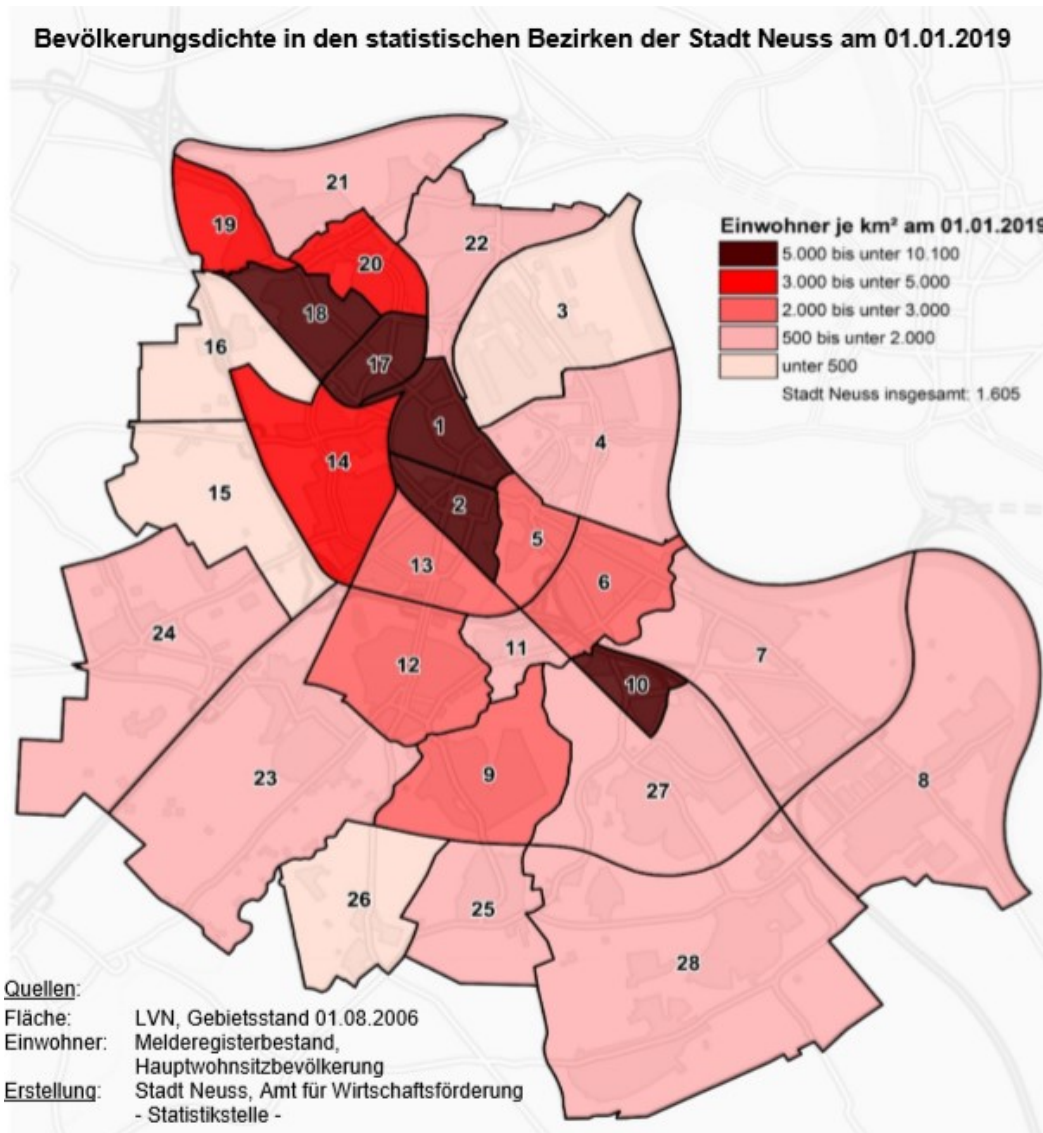 Bevölkerungsdichte in den statistischen Bezirken der Stadt Neuss am 01.01.2019
21
19
22
20
Einwohner je km² am 01.01.2019
5.000 bis unter 10.100
3.000 bis unter 5.000
2.000 bis unter 3.000
500 bis unter 2.000
unter 500
Stadt Neuss insgesamt: 1.605
3
18
16
17
1
4
14
15
2
5
13
6
24
11
7
12
10
23
9
27
8
26
25
28
Quellen:
Fläche: LVN, Gebietsstand 01.08.2006
Einwohner: Melderegisterbestand,
Hauptwohnsitzbevölkerung
Erstellung: Stadt Neuss, Amt für Wirtschaftsförderung
- Statistikstelle -